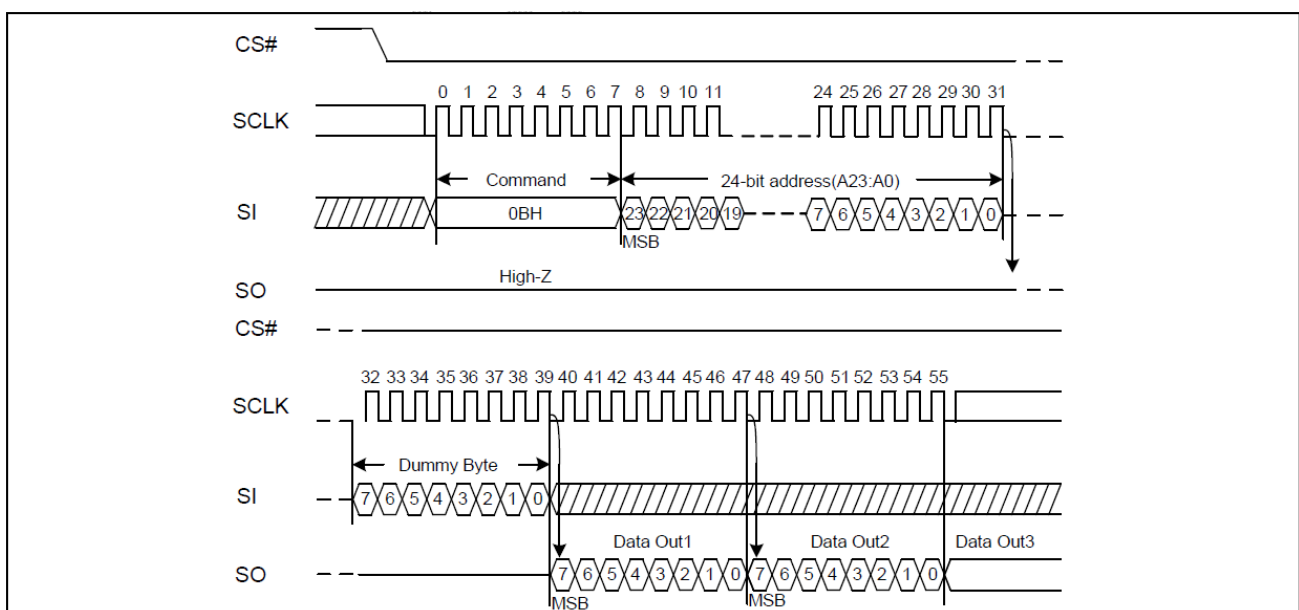 CS#
0 1 2 3 4 5 6 7 8 9 10 11 24 25 26 27 28 29 30 31
SCLK
Command 24-bit address(A23:A0)
SI 0BH 23 22 21 20 19 7 6 5 4 3 2 1 0
MSB
High-Z
SO
CS#
32 33 34 35 36 37 38 39 40 41 42 43 44 45 46 47 48 49 50 51 52 53 54 55
SCLK
Dummy Byte
SI 7 6 5 4 3 2 1 0
Data Out1 Data Out2 Data Out3
SO 7 6 5 4 3 2 1 0 7 6 5 4 3 2 1 0
MSB MSB